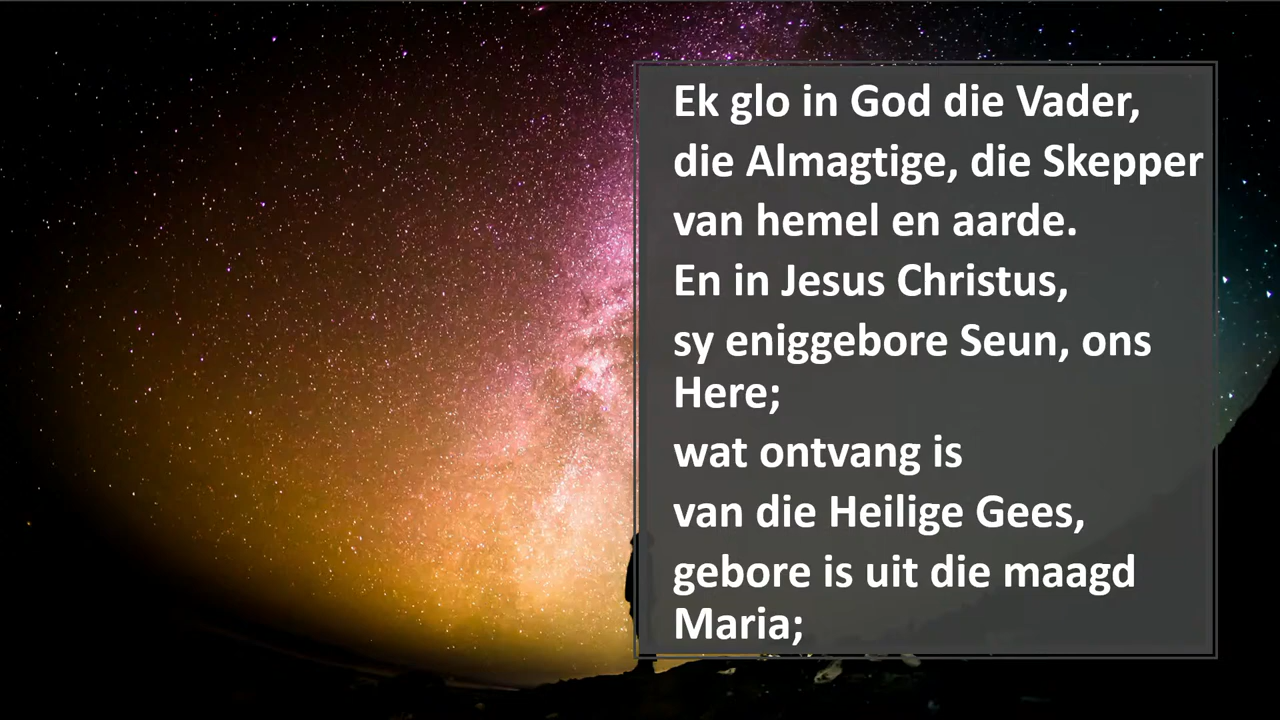 Ek glo in God die Vader,
die Almagtige, die Skepper
van hemel en aarde.
En in Jesus Christus,
sy eniggebore Seun, ons
Here;
wat ontvang is
van die Heilige Gees,
gebore is uit die maagd
Maria;